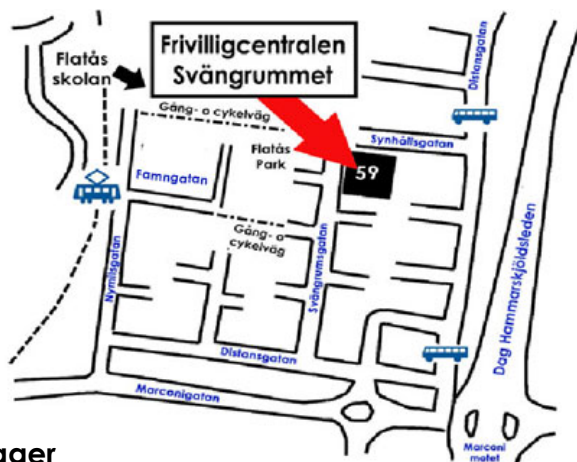 Flatås
skolan
Frivilligcentralen
Svängrummet
Distansgatan
Gång- o cykelväg
Synhållsgatan
Flatås
Park
59
Famngatan
Gång- o
cykelväg
Nymilsgatan
Svängrumsgatan
Dag Hammarskjöldsleden
Distansgatan
Marconigatan
Marconi
motet